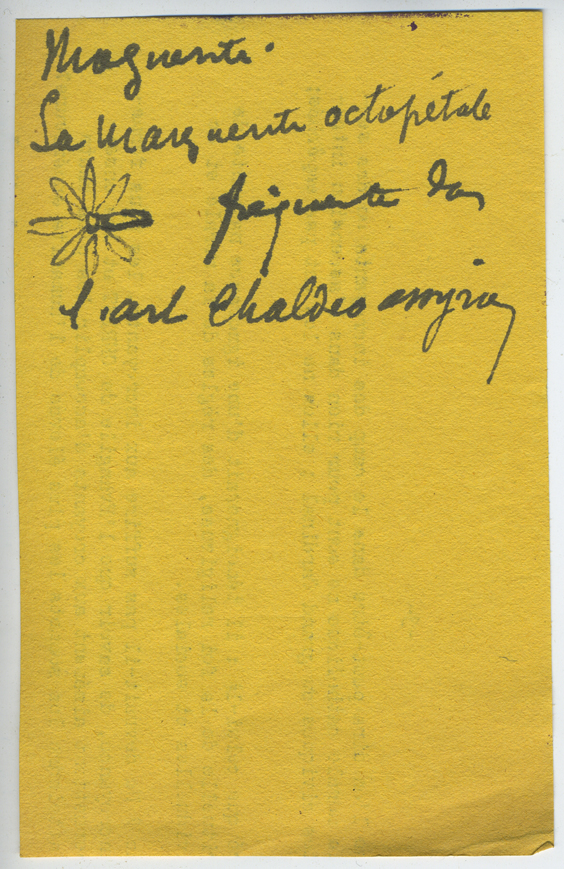 Marguerite.
La Marguerite octopétale
fréquente dans
l'art Chaldeo assyrien